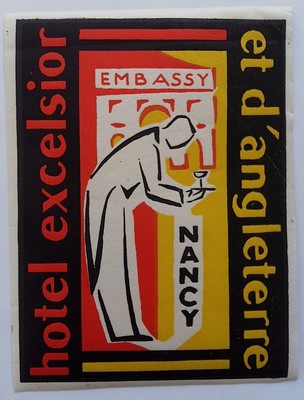 hotel excelsior
et d'angleterre
EMBASSY
NANCY